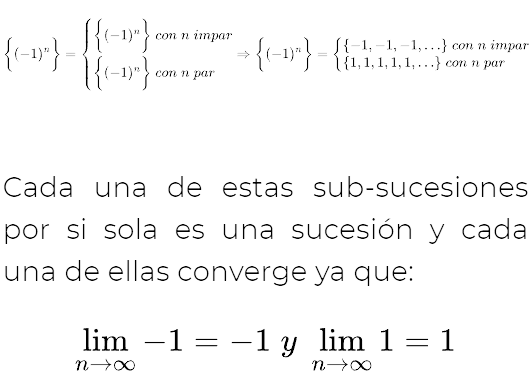 {(-1)ⁿ} = { {(-1)ⁿ} con n impar {(-1)ⁿ} con n par ⇒ {(-1)ⁿ} = { {-1, -1, -1, ...} con n impar {1, 1, 1, 1, 1, ...} con n par
Cada una de estas sub-sucesiones
por si sola es una sucesión y cada
una de ellas converge ya que:
lim n→∞ -1 = -1 y lim n→∞ 1 = 1